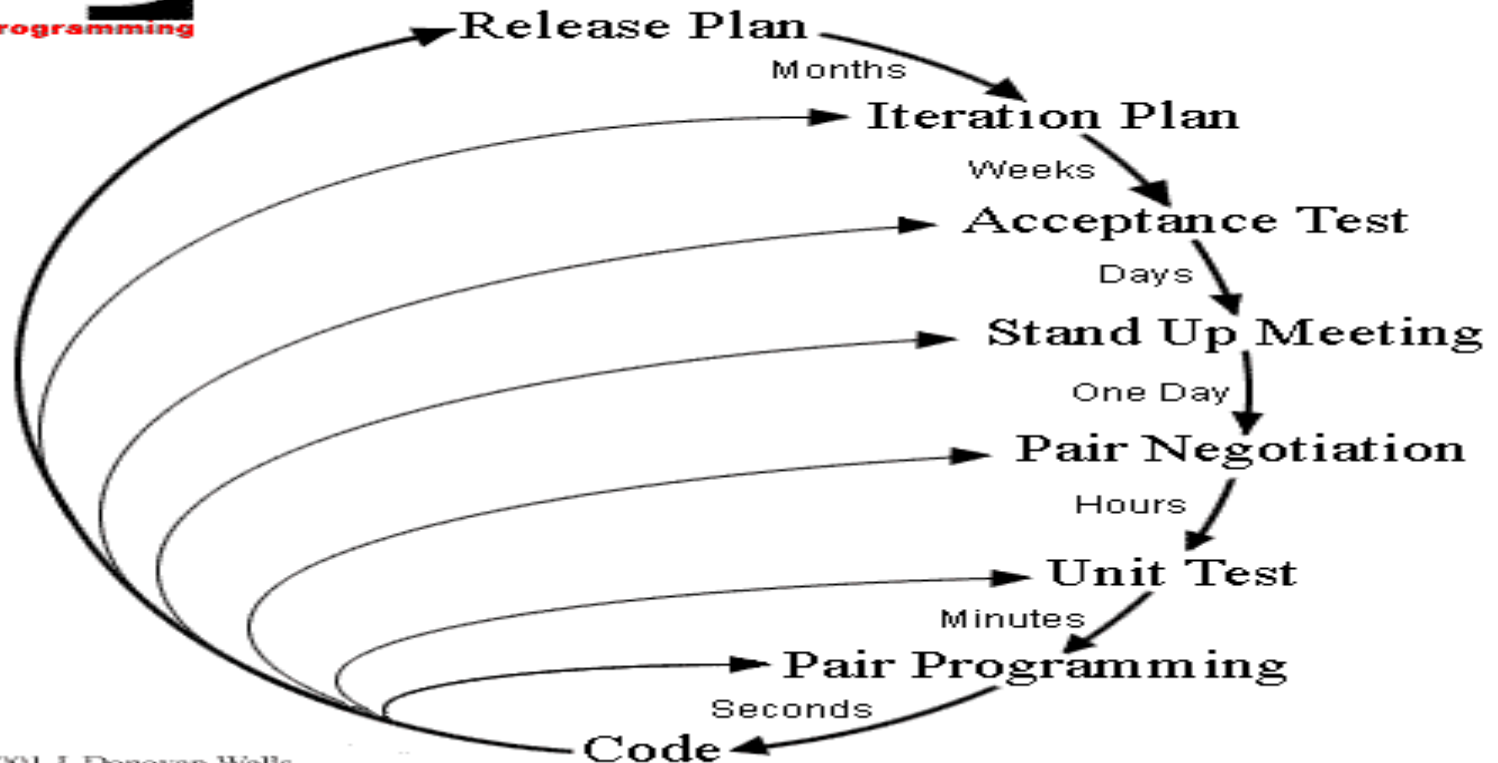 rogramming
Release Plan
Months
Iteration Plan
Weeks
Acceptance Test
Days
Stand Up Meeting
One Day
Pair Negotiation
Hours
Unit Test
Minutes
Pair Programming
Seconds
Code